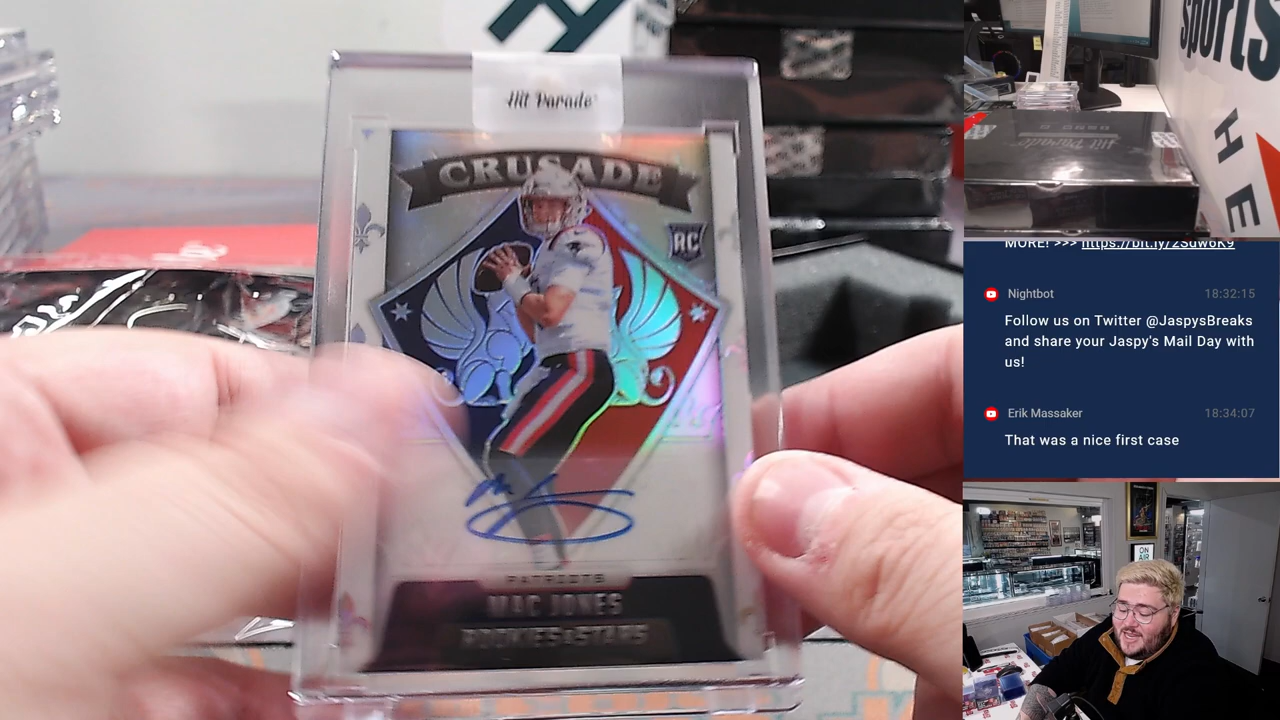 Hit Parade
CRUSADE
RC
PATRIOTS
MAC JONES
ROOKIES & STARS
sports
HE
MORE! >>> https://bit.ly/2Sdw6K9
Nightbot 18:32:15
Follow us on Twitter @JaspysBreaks
and share your Jaspy's Mail Day with
us!
Erik Massaker 18:34:07
That was a nice first case
ON
AIR